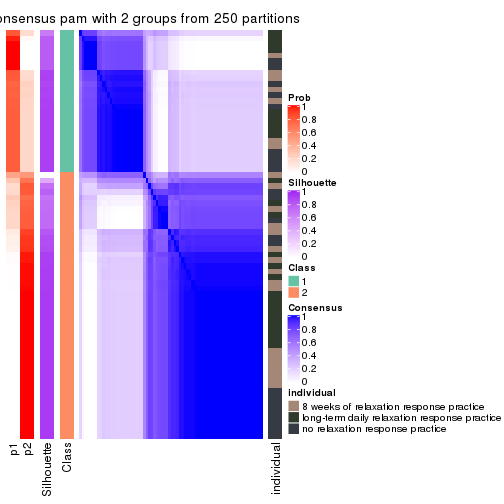 onsensus pam with 2 groups from 250 partitions
Prob
1
0.8
0.6
0.4
0.2
0
Silhouette
1
0.8
0.6
0.4
0.2
0
Class
1
2
Consensus
1
0.8
0.6
0.4
0.2
0
individual
8 weeks of relaxation response practice
long-term daily relaxation response practice
no relaxation response practice
p1
p2
Silhouette
Class
individual